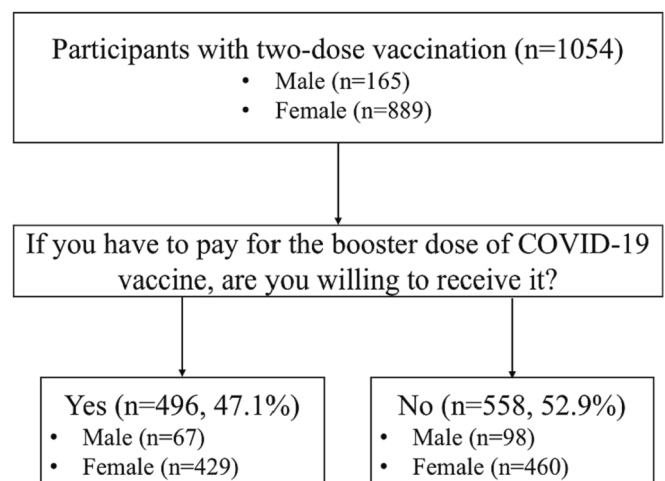 Participants with two-dose vaccination (n=1054)
• Male (n=165)
• Female (n=889)
If you have to pay for the booster dose of COVID-19
vaccine, are you willing to receive it?
Yes (n=496, 47.1%)
• Male (n=67)
• Female (n=429)
No (n=558, 52.9%)
• Male (n=98)
• Female (n=460)